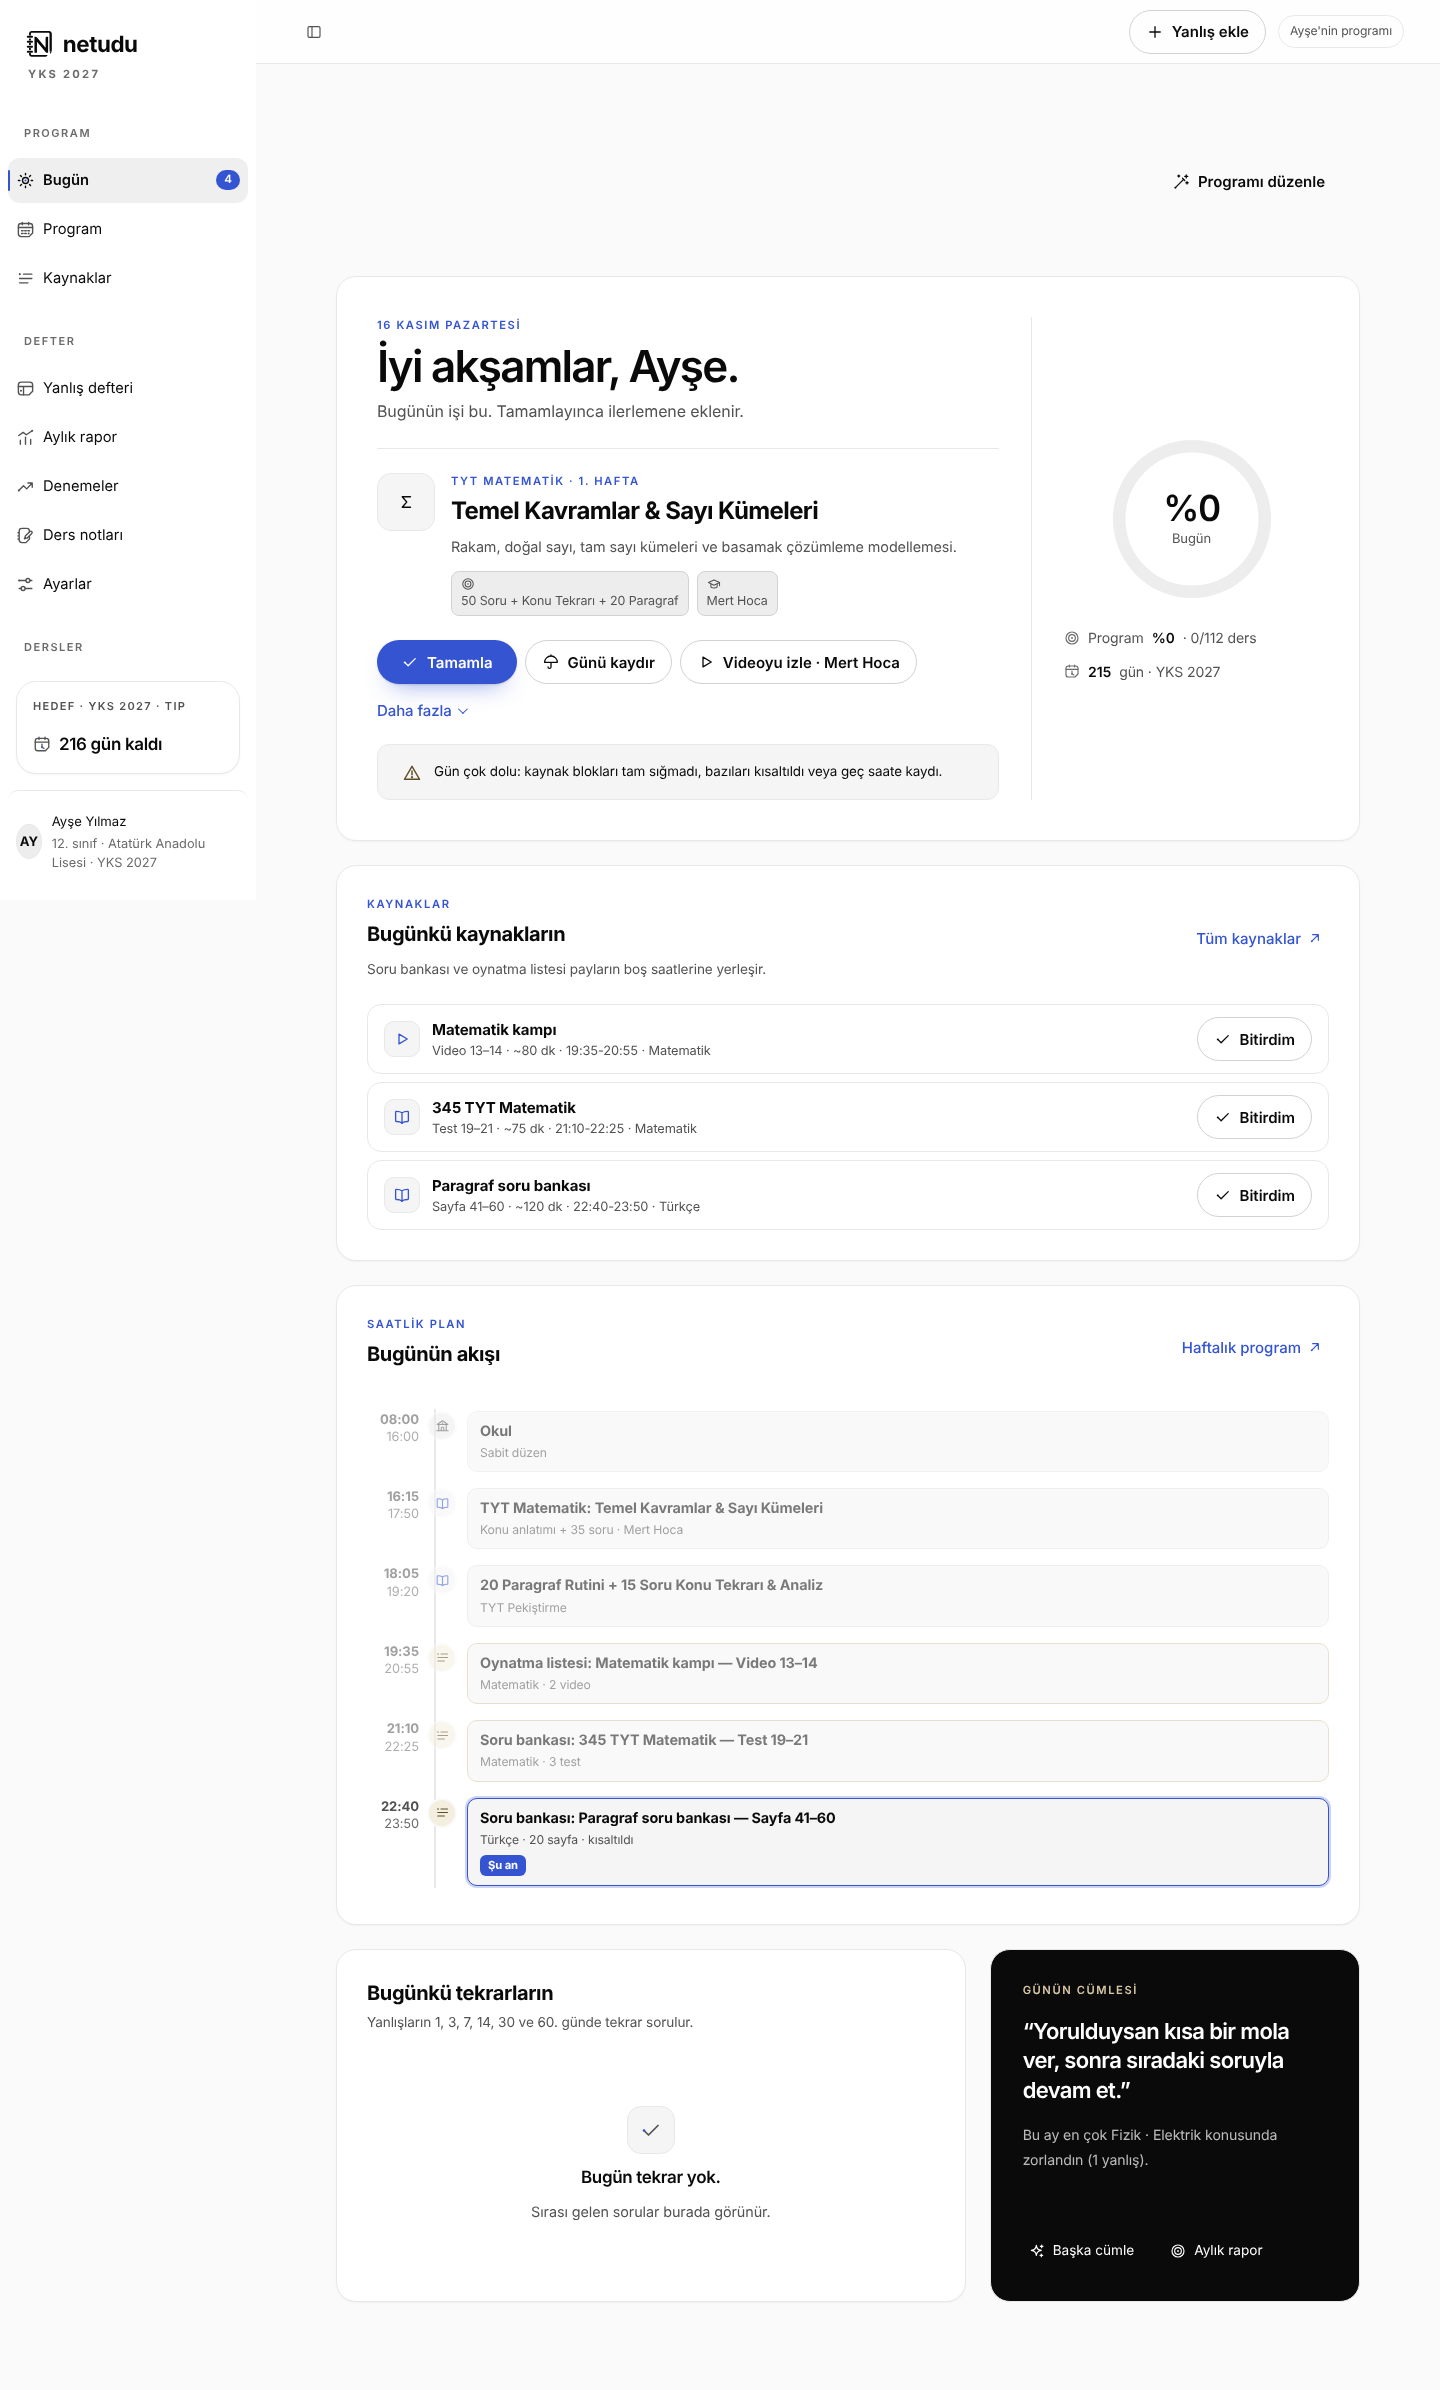 netudu
YKS 2027
PROGRAM
Bugün
4
Program
Kaynaklar
DEFTER
Yanlış defteri
Aylık rapor
Denemeler
Ders notları
Ayarlar
DERSLER
HEDEF · YKS 2027 · TIP
216 gün kaldı
AY
Ayşe Yılmaz
12. sınıf · Atatürk Anadolu
Lisesi · YKS 2027
Yanlış ekle
Ayşe'nin programı
Programı düzenle
16 KASIM PAZARTESİ
İyi akşamlar, Ayşe.
Bugünün işi bu. Tamamlayınca ilerlemene eklenir.
Σ
TYT MATEMATİK · 1. HAFTA
Temel Kavramlar & Sayı Kümeleri
Rakam, doğal sayı, tam sayı kümeleri ve basamak çözümleme modellemesi.
50 Soru + Konu Tekrarı + 20 Paragraf
Mert Hoca
Tamamla
Günü kaydır
Videoyu izle · Mert Hoca
Daha fazla
Gün çok dolu: kaynak blokları tam sığmadı, bazıları kısaltıldı veya geç saate kaydı.
%0
Bugün
Program %0 · 0/112 ders
215 gün · YKS 2027
KAYNAKLAR
Bugünkü kaynakların
Soru bankası ve oynatma listesi payların boş saatlerine yerleşir.
Tüm kaynaklar
Matematik kampı
Video 13–14 · ~80 dk · 19:35-20:55 · Matematik
Bitirdim
345 TYT Matematik
Test 19–21 · ~75 dk · 21:10-22:25 · Matematik
Bitirdim
Paragraf soru bankası
Sayfa 41–60 · ~120 dk · 22:40-23:50 · Türkçe
Bitirdim
SAATLİK PLAN
Bugünün akışı
Haftalık program
08:00
16:00
Okul
Sabit düzen
16:15
17:50
TYT Matematik: Temel Kavramlar & Sayı Kümeleri
Konu anlatımı + 35 soru · Mert Hoca
18:05
19:20
20 Paragraf Rutini + 15 Soru Konu Tekrarı & Analiz
TYT Pekiştirme
19:35
20:55
Oynatma listesi: Matematik kampı — Video 13–14
Matematik · 2 video
21:10
22:25
Soru bankası: 345 TYT Matematik — Test 19–21
Matematik · 3 test
22:40
23:50
Soru bankası: Paragraf soru bankası — Sayfa 41–60
Türkçe · 20 sayfa · kısaltıldı
Şu an
Bugünkü tekrarların
Yanlışların 1, 3, 7, 14, 30 ve 60. günde tekrar sorulur.
Bugün tekrar yok.
Sırası gelen sorular burada görünür.
GÜNÜN CÜMLESİ
“Yorulduysan kısa bir mola
ver, sonra sıradaki soruyla
devam et.”
Bu ay en çok Fizik · Elektrik konusunda
zorlandın (1 yanlış).
Başka cümle
Aylık rapor